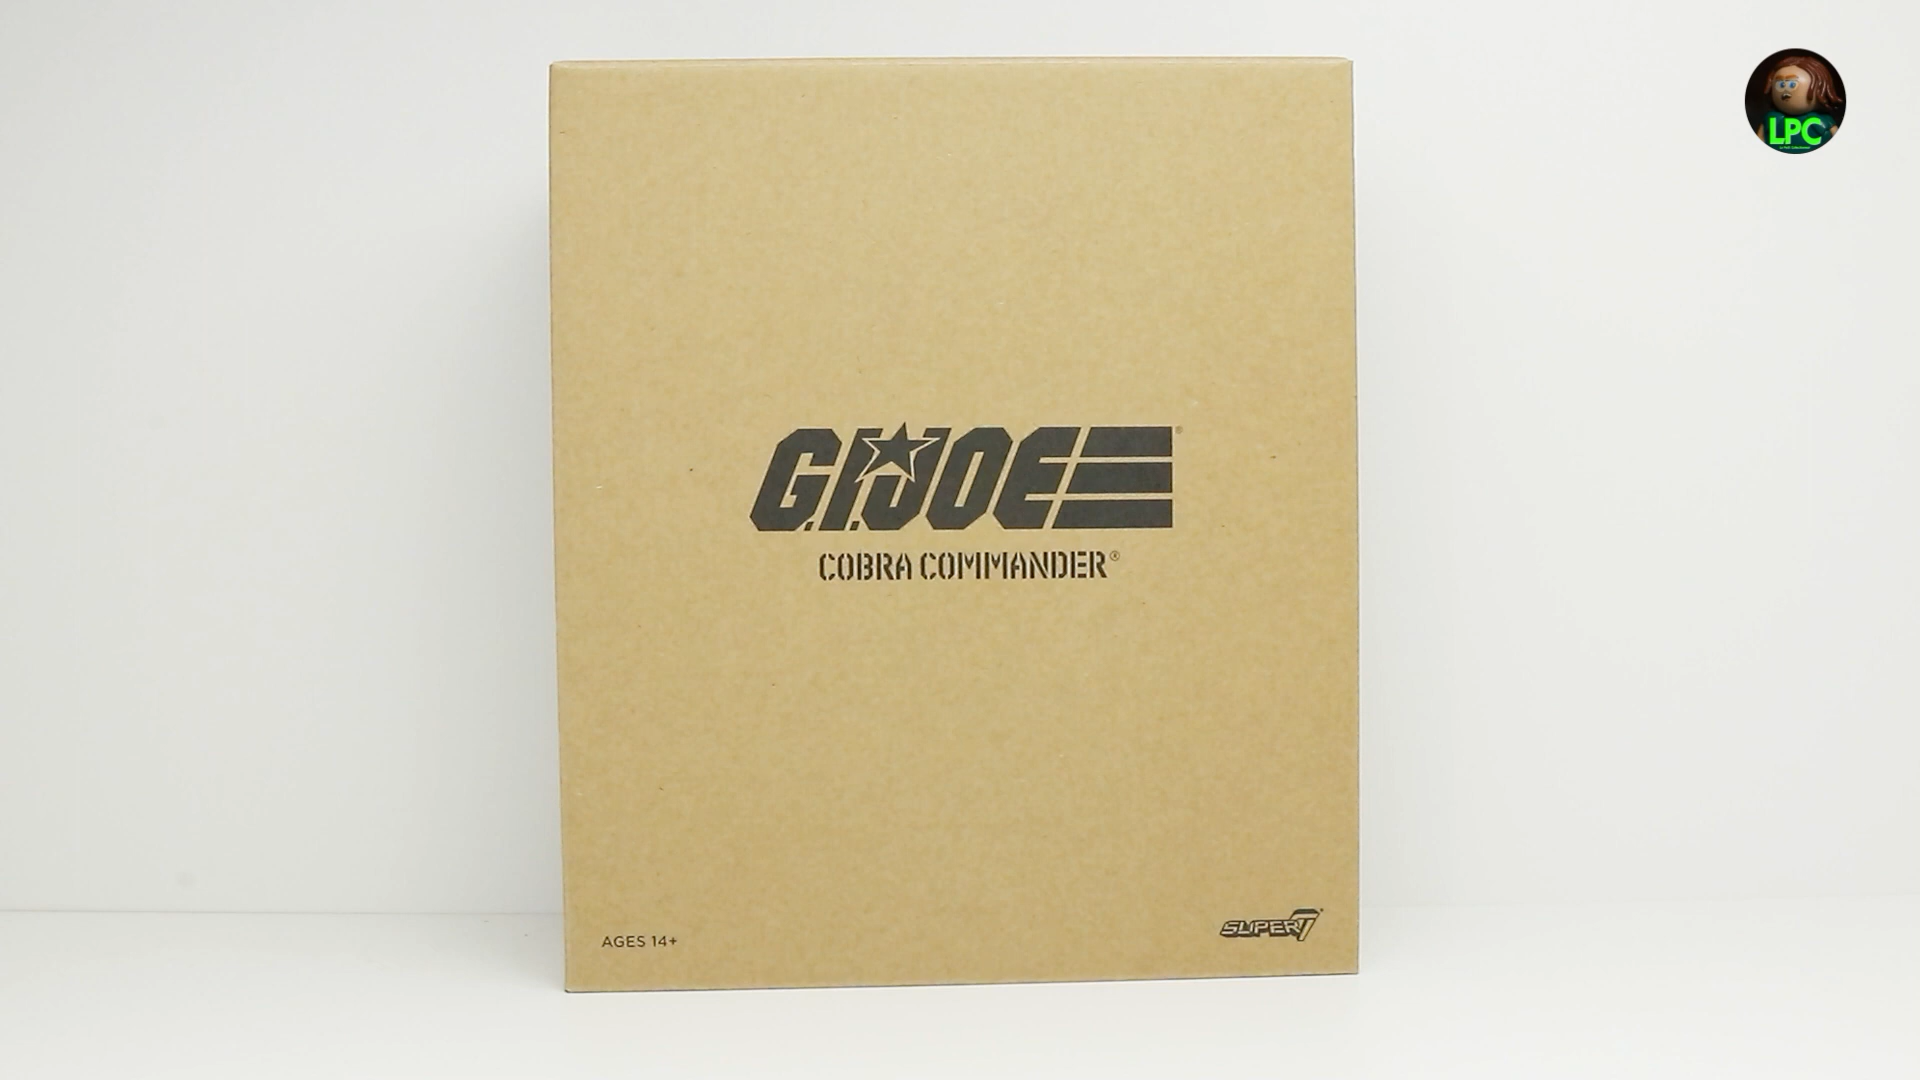 LPC
G.I.JOE®
COBRA COMMANDER®
AGES 14+
SUPER7